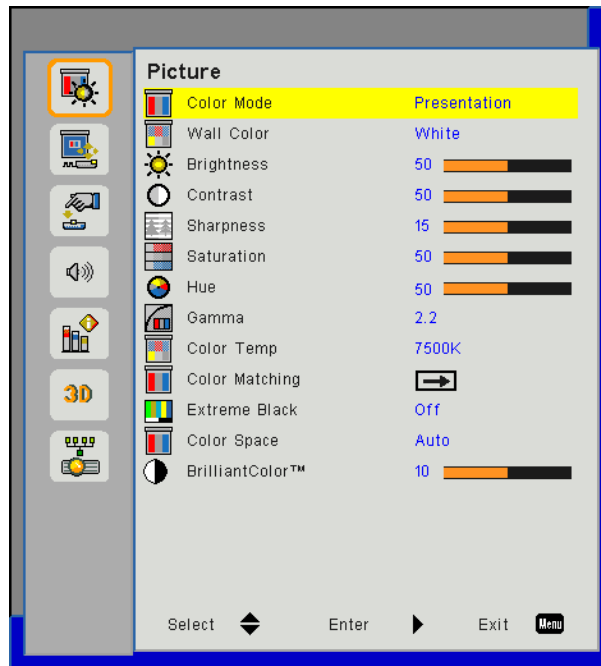 Picture
Color Mode Presentation
Wall Color White
Brightness 50
Contrast 50
Sharpness 15
Saturation 50
Hue 50
Gamma 2.2
Color Temp 7500K
Color Matching
Extreme Black Off
Color Space Auto
BrilliantColor™ 10
3D
Select Enter Exit Menu